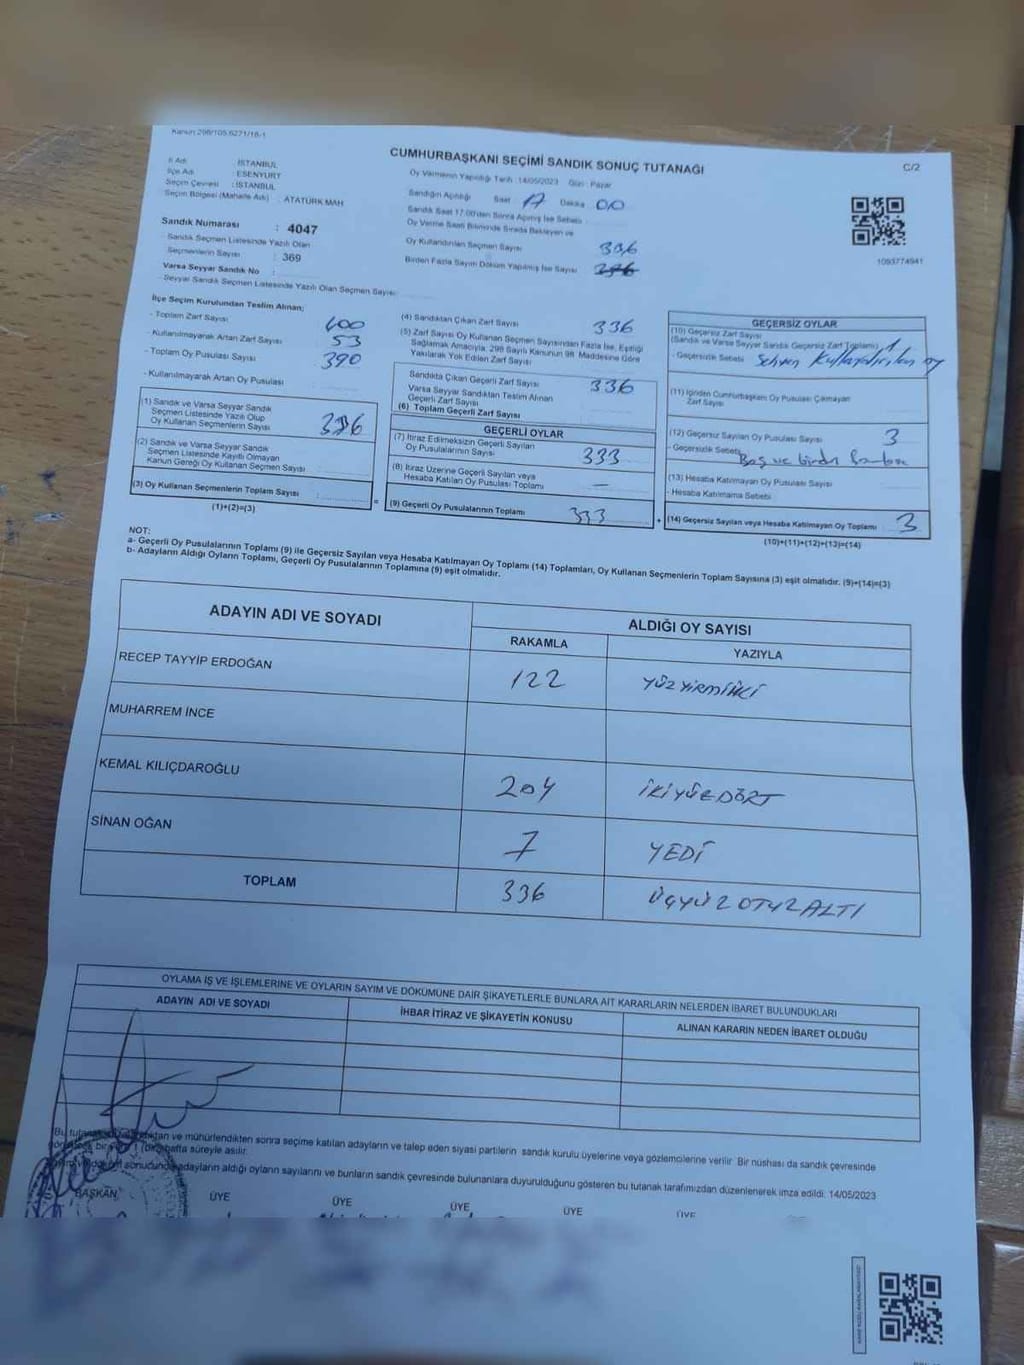 Kanun 298/105.6271/18-1
CUMHURBAŞKANI SEÇİMİ SANDIK SONUÇ TUTANAĞI
C/2
İl Adı : İSTANBUL
İlçe Adı : ESENYURT
Seçim Çevresi : İSTANBUL
Seçim Bölgesi (Mahalle Adı) : ATATÜRK MAH
Oy Vermenin Yapıldığı Tarih :14/05/2023 Gün : Pazar
Sandığın Açıldığı Saat 17 Dakika 00
Sandık Saat 17:00'den Sonra Açılmış İse Sebebi
Oy Verme Saati Bitiminde Sırada Bekleyen ve
Oy Kullandırılan Seçmen Sayısı 336
Birden Fazla Sayım Döküm Yapılmış İse Sayısı
1093774941
Sandık Numarası : 4047
- Sandık Seçmen Listesinde Yazılı Olan
Seçmenlerin Sayısı : 369
Varsa Seyyar Sandık No :
- Seyyar Sandık Seçmen Listesinde Yazılı Olan Seçmen Sayısı:
İlçe Seçim Kurulundan Teslim Alınan;
- Toplam Zarf Sayısı 400
- Kullanılmayarak Artan Zarf Sayısı 53
- Toplam Oy Pusulası Sayısı 390
- Kullanılmayarak Artan Oy Pusulası
(1) Sandık ve Varsa Seyyar Sandık
Seçmen Listesinde Yazılı Olup
Oy Kullanan Seçmenlerin Sayısı 336
(2) Sandık ve Varsa Seyyar Sandık
Seçmen Listesinde Kayıtlı Olmayan
Kanun Gereği Oy Kullanan Seçmen Sayısı
(3) Oy Kullanan Seçmenlerin Toplam Sayısı :
(1)+(2)=(3)
(4) Sandıktan Çıkan Zarf Sayısı 336
(5) Zarf Sayısı Oy Kullanan Seçmen Sayısından Fazla İse, Eşitliği
Sağlamak Amacıyla; 298 Sayılı Kanunun 98. Maddesine Göre
Yakılarak Yok Edilen Zarf Sayısı
Sandıkta Çıkan Geçerli Zarf Sayısı 336
Varsa Seyyar Sandıktan Teslim Alınan
Geçerli Zarf Sayısı
(6) Toplam Geçerli Zarf Sayısı
GEÇERLİ OYLAR
(7) İtiraz Edilmeksizin Geçerli Sayılan
Oy Pusulalarının Sayısı 333
(8) İtiraz Üzerine Geçerli Sayılan veya
Hesaba Katılan Oy Pusulası Toplamı —
= (9) Geçerli Oy Pusulalarının Toplamı 333
GEÇERSİZ OYLAR
(10) Geçersiz Zarf Sayısı
(Sandık ve Varsa Seyyar Sandık Geçersiz Zarf Toplamı) 1
- Geçersizlik Sebebi Sehven Kullandırılan oy
(11) İçinden Cumhurbaşkanı Oy Pusulası Çıkmayan
Zarf Sayısı
(12) Geçersiz Sayılan Oy Pusulası Sayısı 3
- Geçersizlik Sebebi Boş ve birden fazla
(13) Hesaba Katılmayan Oy Pusulası Sayısı
- Hesaba Katılmama Sebebi
+ (14) Geçersiz Sayılan veya Hesaba Katılmayan Oy Toplamı 3
(10)+(11)+(12)+(13)=(14)
NOT:
a- Geçerli Oy Pusulalarının Toplamı (9) ile Geçersiz Sayılan veya Hesaba Katılmayan Oy Toplamı (14) Toplamları, Oy Kullanan Seçmenlerin Toplam Sayısına (3) eşit olmalıdır. (9)+(14)=(3)
b- Adayların Aldığı Oyların Toplamı, Geçerli Oy Pusulalarının Toplamına (9) eşit olmalıdır.
ADAYIN ADI VE SOYADI
ALDIĞI OY SAYISI
RAKAMLA YAZIYLA
RECEP TAYYİP ERDOĞAN 122 YÜZYİRMİİKİ
MUHARREM İNCE
KEMAL KILIÇDAROĞLU 204 İKİYÜZDÖRT
SİNAN OĞAN 7 YEDİ
TOPLAM 336 ÜÇYÜZOTUZALTI
OYLAMA İŞ VE İŞLEMLERİNE VE OYLARIN SAYIM VE DÖKÜMÜNE DAİR ŞİKAYETLERLE BUNLARA AİT KARARLARIN NELERDEN İBARET BULUNDUKLARI
ADAYIN ADI VE SOYADI İHBAR İTİRAZ VE ŞİKAYETİN KONUSU ALINAN KARARIN NEDEN İBARET OLDUĞU
ve mühürlendikten sonra seçime katılan adayların ve talep eden siyasi partilerin sandık kurulu üyelerine veya gözlemcilerine verilir Bir nüshası da sandık çevresinde
hafta süreyle asılır.
sonucunda adayların aldığı oyların sayılarını ve bunların sandık çevresinde bulunanlara duyurulduğunu gösteren bu tutanak tarafımızdan düzenlenerek imza edildi. 14/05/2023
BAŞKAN ÜYE ÜYE ÜYE ÜYE ÜYE